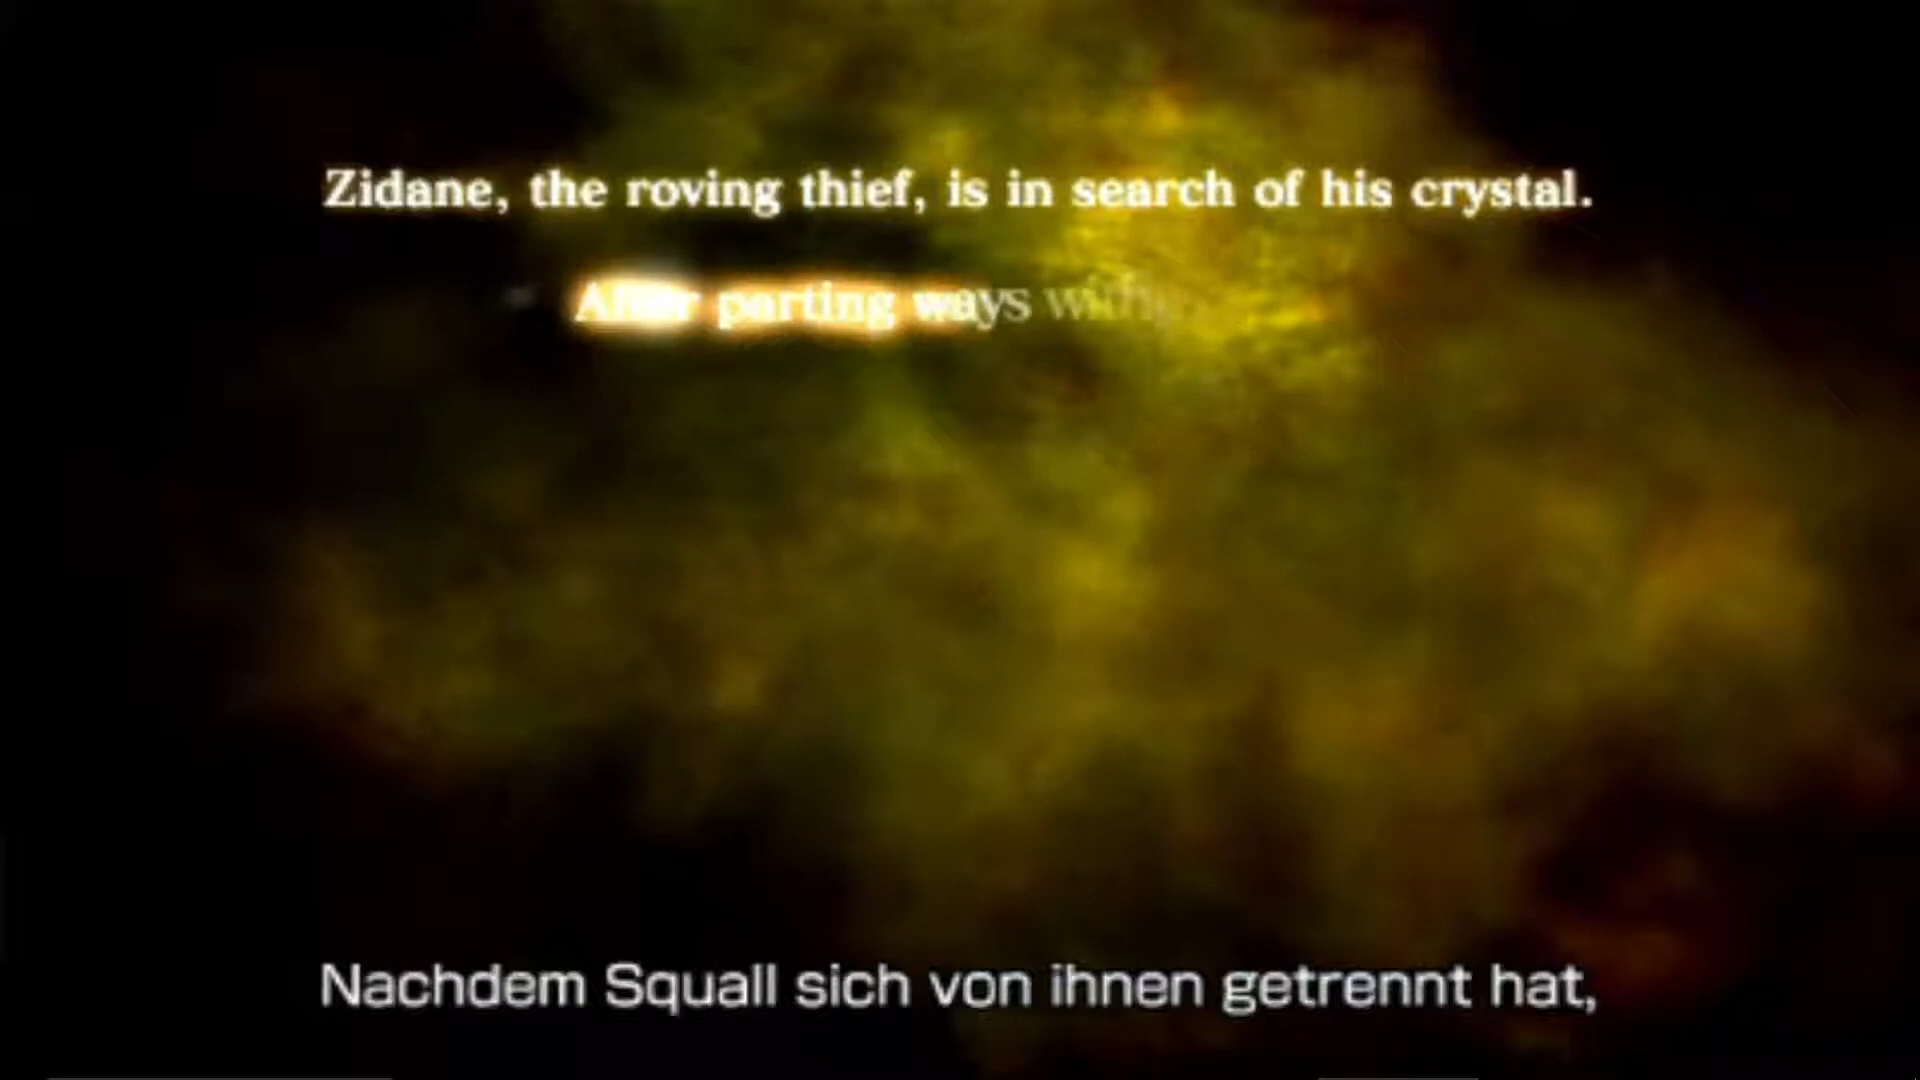 Zidane, the roving thief, is in search of his crystal.
After parting ways with
Nachdem Squall sich von ihnen getrennt hat,